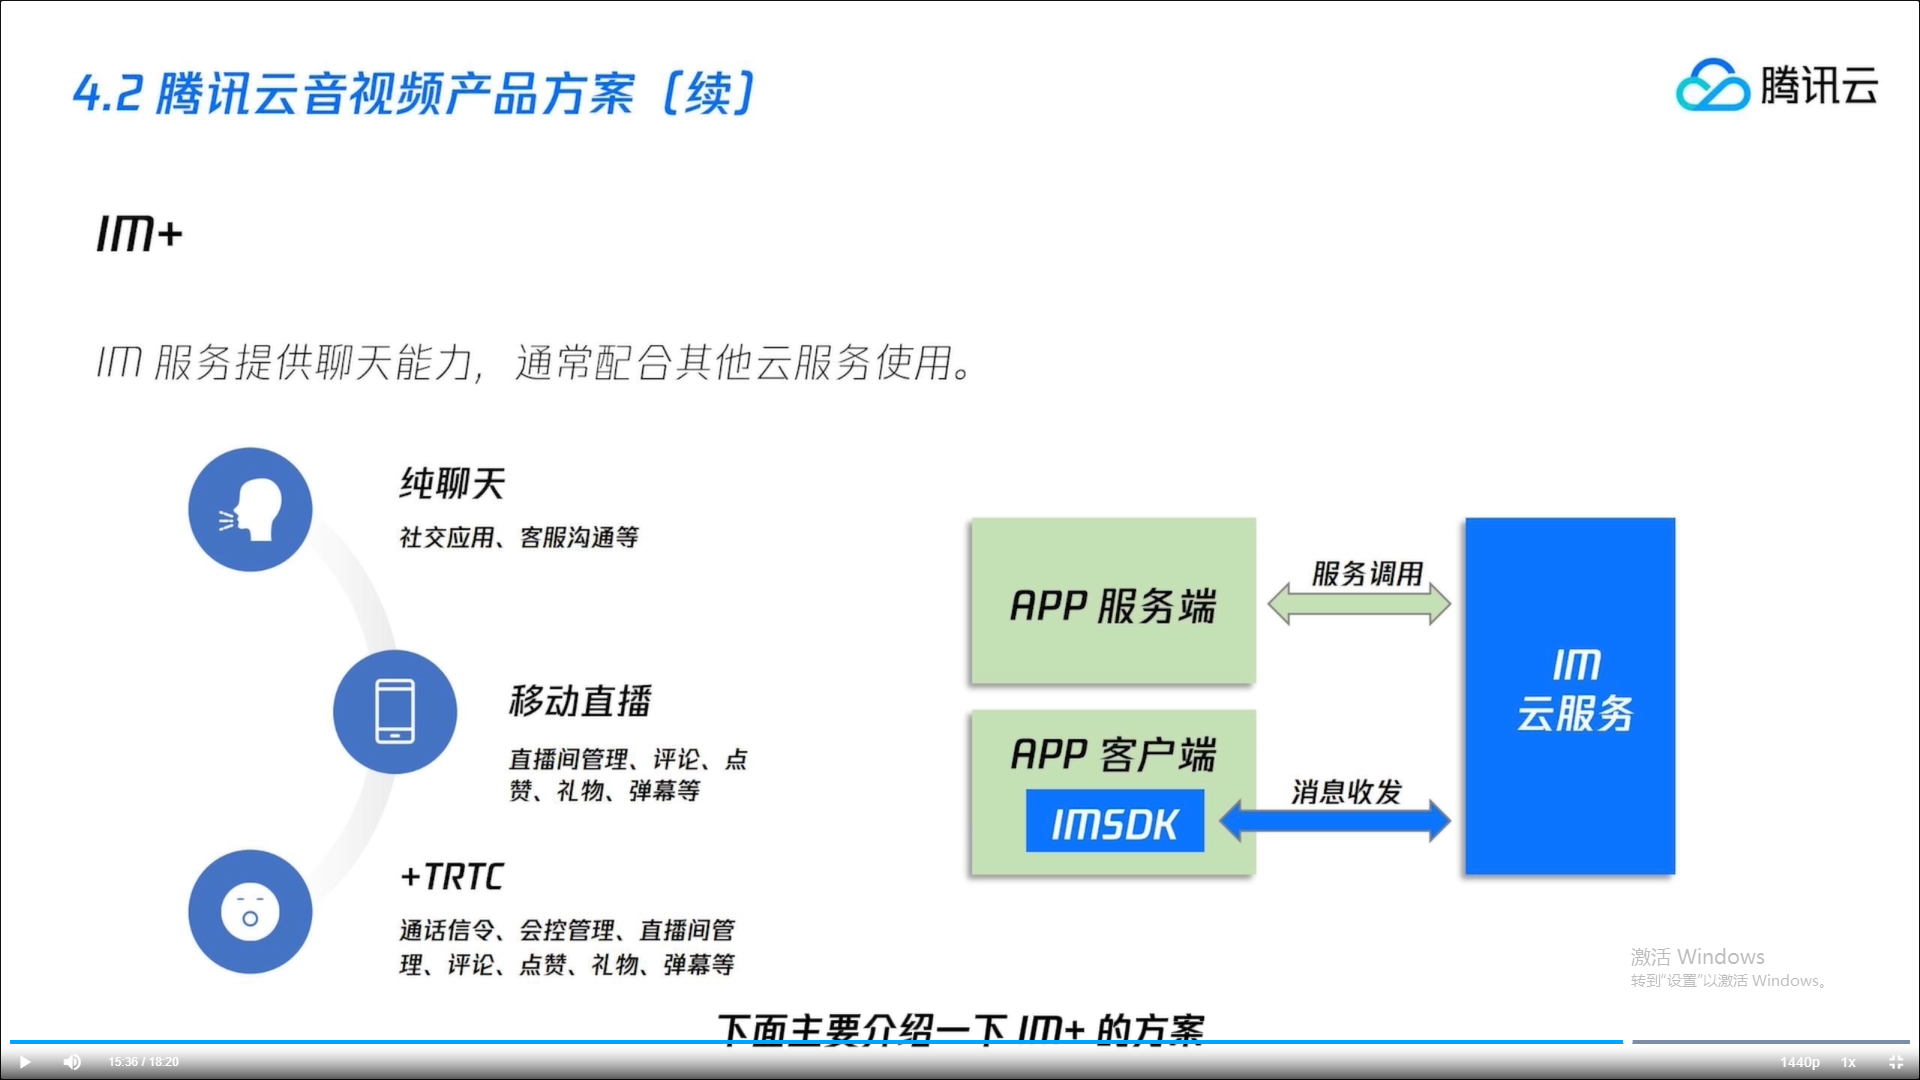 4.2 腾讯云音视频产品方案（续）
腾讯云
IM+
IM 服务提供聊天能力，通常配合其他云服务使用。
纯聊天
社交应用、客服沟通等
移动直播
直播间管理、评论、点
赞、礼物、弹幕等
+TRTC
通话信令、会控管理、直播间管
理、评论、点赞、礼物、弹幕等
APP 服务端
服务调用
APP 客户端
IMSDK
消息收发
IM
云服务
激活 Windows
转到“设置”以激活 Windows。
下面主要介绍一下 IM+ 的方案
15:36 / 18:20
1440p
1x